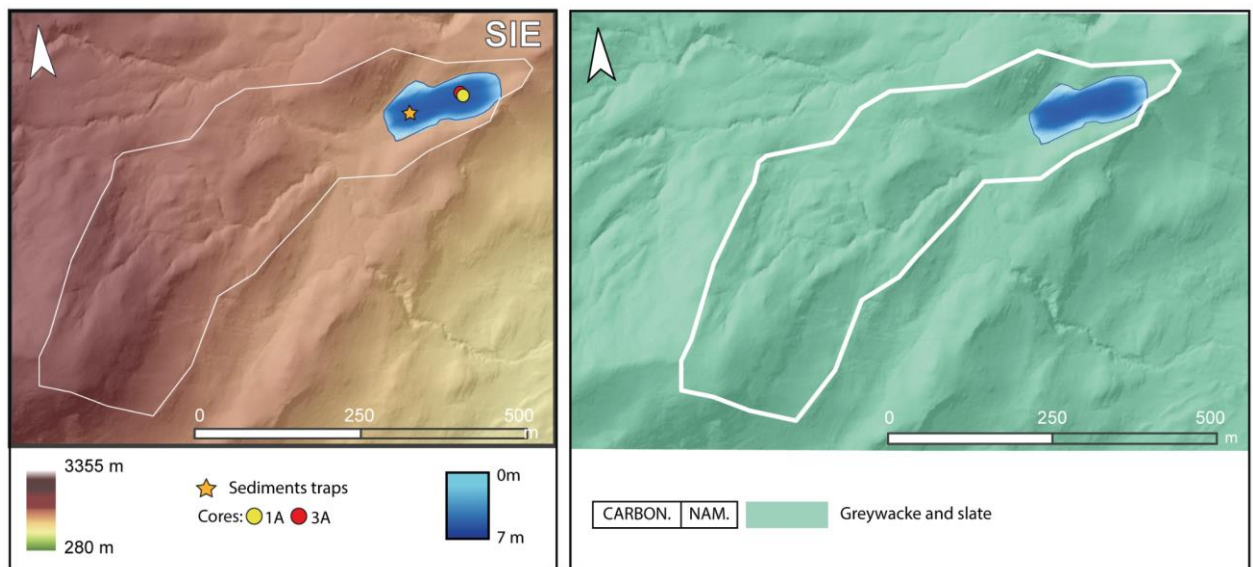 SIE
0 250 500
m
3355 m
280 m
Sediments traps
Cores: 1A 3A
0m
7 m
0 250 500
m
CARBON. NAM. Greywacke and slate